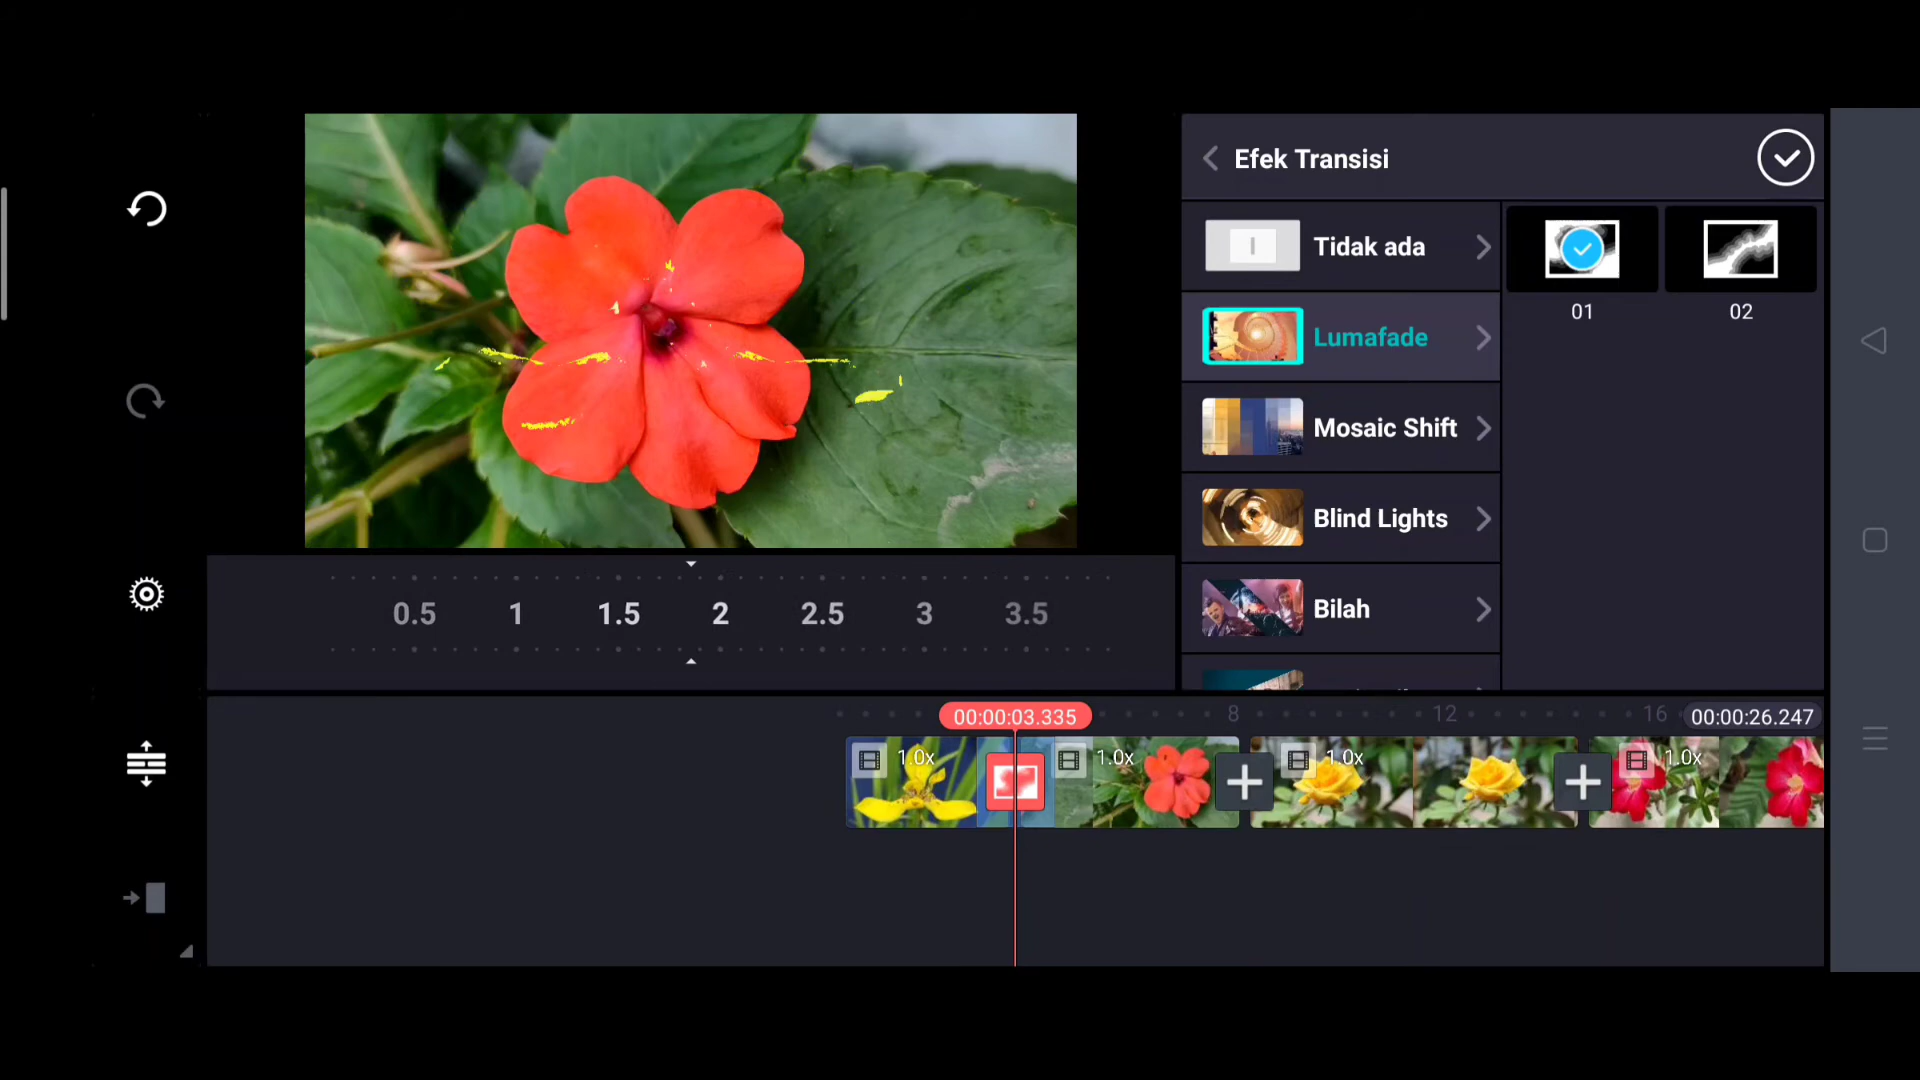 Efek Transisi
Tidak ada
Lumafade
Mosaic Shift
Blind Lights
Bilah
01 02
0.5 1 1.5 2 2.5 3 3.5
00:00:03.335 8 12 16 00:00:26.247
1.0x 1.0x 1.0x 1.0x